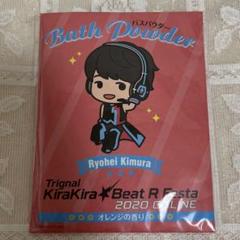 バスパウダー
Bath Powder
Ryohei Kimura
Trignal
KiraKira★Beat R Festa
2020 ONLINE
オレンジの香り